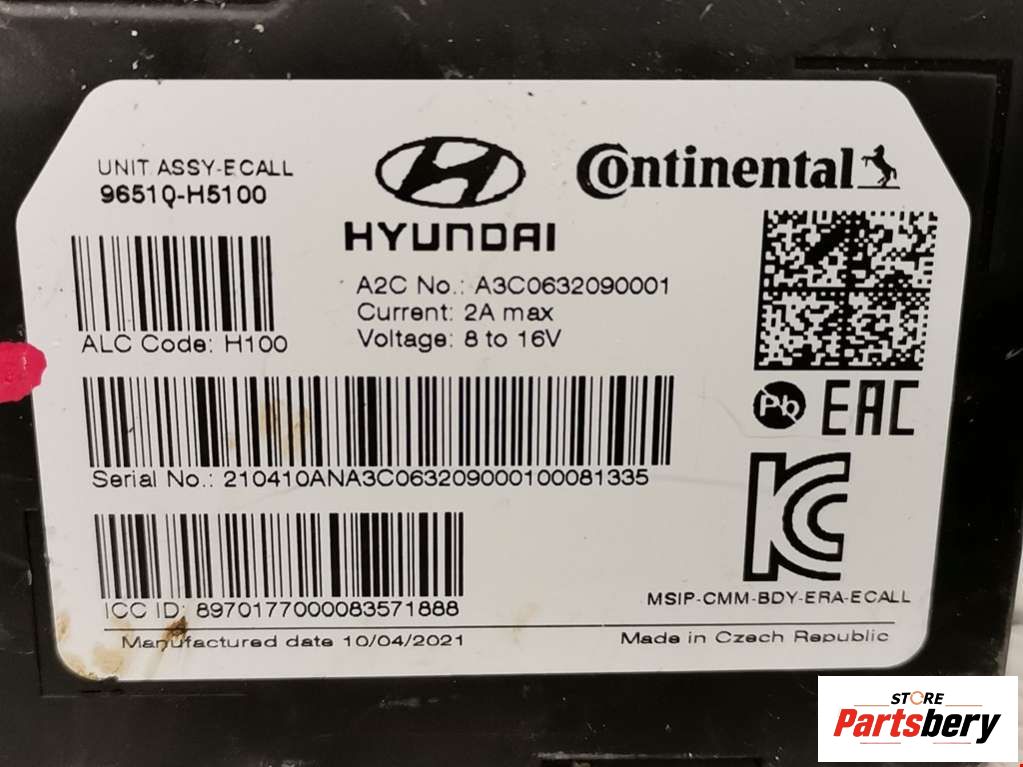 UNIT ASSY-ECALL
96510-H5100
HYUNDAI
Continental
A2C No.: A3C0632090001
Current: 2A max
Voltage: 8 to 16V
ALC Code: H100
Pb
EAC
Serial No.: 210410ANA3C063209000100081335
KC
ICC ID: 8970177000083571888
MSIP-CMM-BDY-ERA-ECALL
Manufactured date 10/04/2021
Made in Czech Republic
STORE
Partsbery